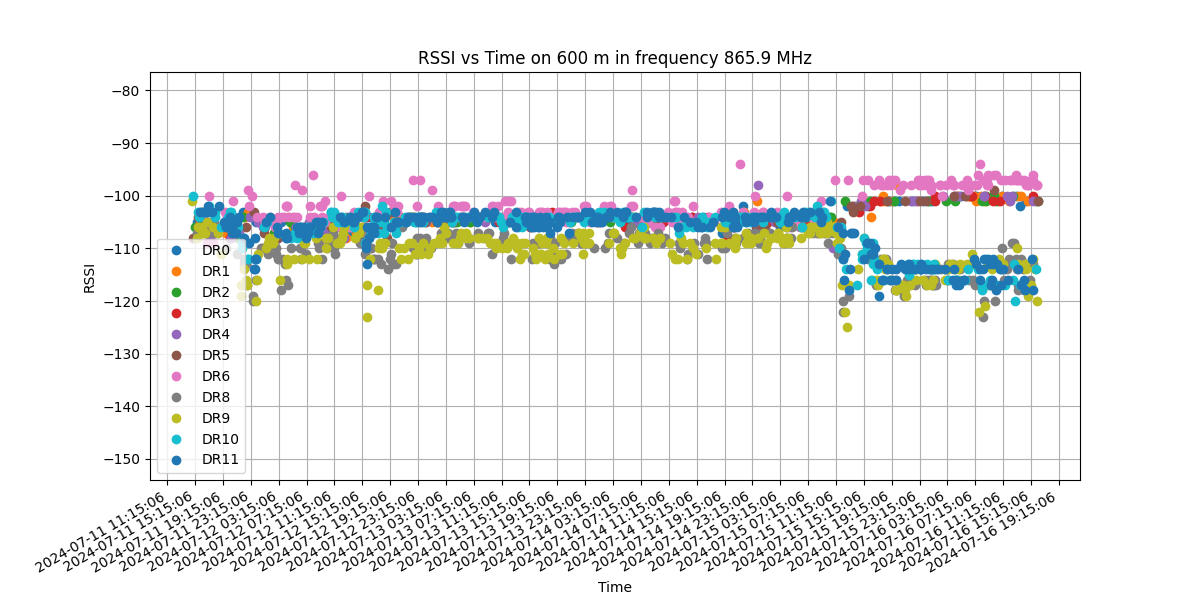 RSSI vs Time on 600 m in frequency 865.9 MHz
RSSI
−80
−90
−100
−110
−120
−130
−140
−150
DR0
DR1
DR2
DR3
DR4
DR5
DR6
DR8
DR9
DR10
DR11
2024-07-11 11:15:06
2024-07-11 15:15:06
2024-07-11 19:15:06
2024-07-11 23:15:06
2024-07-12 03:15:06
2024-07-12 07:15:06
2024-07-12 11:15:06
2024-07-12 15:15:06
2024-07-12 19:15:06
2024-07-12 23:15:06
2024-07-13 03:15:06
2024-07-13 07:15:06
2024-07-13 11:15:06
2024-07-13 15:15:06
2024-07-13 19:15:06
2024-07-13 23:15:06
2024-07-14 03:15:06
2024-07-14 07:15:06
2024-07-14 11:15:06
2024-07-14 15:15:06
2024-07-14 19:15:06
2024-07-14 23:15:06
2024-07-15 03:15:06
2024-07-15 07:15:06
2024-07-15 11:15:06
2024-07-15 15:15:06
2024-07-15 19:15:06
2024-07-15 23:15:06
2024-07-16 03:15:06
2024-07-16 07:15:06
2024-07-16 11:15:06
2024-07-16 15:15:06
2024-07-16 19:15:06
Time